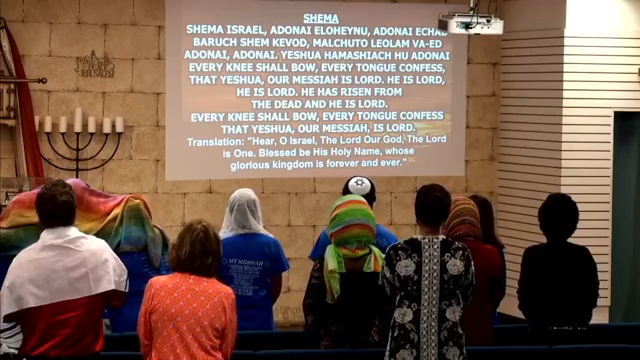 SHEMA
SHEMA ISRAEL, ADONAI ELOHEYNU, ADONAI ECHAD
BARUCH SHEM KEVOD, MALCHUTO LEOLAM VA-ED
ADONAI, ADONAI. YESHUA HAMASHIACH HU ADONAI
EVERY KNEE SHALL BOW, EVERY TONGUE CONFESS,
THAT YESHUA, OUR MESSIAH IS LORD. HE IS LORD,
HE IS LORD. HE HAS RISEN FROM
THE DEAD AND HE IS LORD.
EVERY KNEE SHALL BOW, EVERY TONGUE CONFESS
THAT YESHUA, OUR MESSIAH, IS LORD.
Translation: "Hear, O Israel, The Lord Our God, The Lord
is One. Blessed be His Holy Name, whose
glorious kingdom is forever and ever."
JERUSALEM
MY MESSIAH